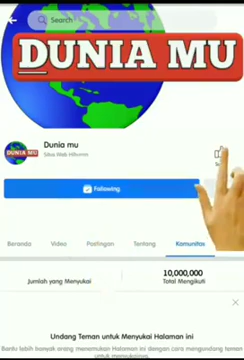 Search
DUNIA MU
DUNIA MU
Dunia mu
Situs Web Hiburan
Following
Beranda
Video
Postingan
Tentang
Komunitas
10,000,000
Jumlah yang Menyukai
Total Mengikuti
Undang Teman untuk Menyukai Halaman ini
Bantu lebih banyak orang menemukan Halaman ini dengan cara mengundang teman
untuk menyukainya.